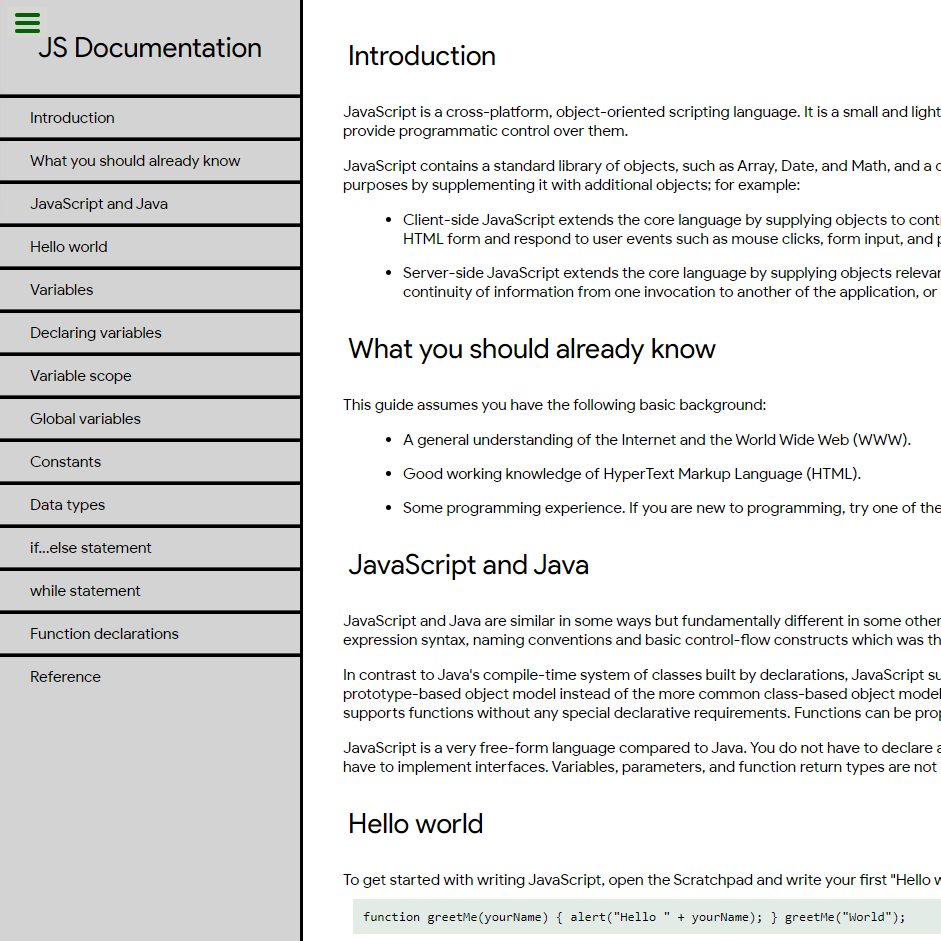 JS Documentation
Introduction
What you should already know
JavaScript and Java
Hello world
Variables
Declaring variables
Variable scope
Global variables
Constants
Data types
if...else statement
while statement
Function declarations
Reference
Introduction
JavaScript is a cross-platform, object-oriented scripting language. It is a small and light
provide programmatic control over them.
JavaScript contains a standard library of objects, such as Array, Date, and Math, and a
purposes by supplementing it with additional objects; for example:
• Client-side JavaScript extends the core language by supplying objects to
HTML form and respond to user events such as mouse clicks, form input, and
• Server-side JavaScript extends the core language by supplying objects
continuity of information from one invocation to another of the application, or
What you should already know
This guide assumes you have the following basic background:
• A general understanding of the Internet and the World Wide Web (WWW).
• Good working knowledge of HyperText Markup Language (HTML).
• Some programming experience. If you are new to programming, try one of the
JavaScript and Java
JavaScript and Java are similar in some ways but fundamentally different in some other
expression syntax, naming conventions and basic control-flow constructs which was
In contrast to Java's compile-time system of classes built by declarations, JavaScript
prototype-based object model instead of the more common class-based object model
supports functions without any special declarative requirements. Functions can be
JavaScript is a very free-form language compared to Java. You do not have to declare
have to implement interfaces. Variables, parameters, and function return types are not
Hello world
To get started with writing JavaScript, open the Scratchpad and write your first "Hello
function greetMe(yourName) { alert("Hello " + yourName); } greetMe("World");